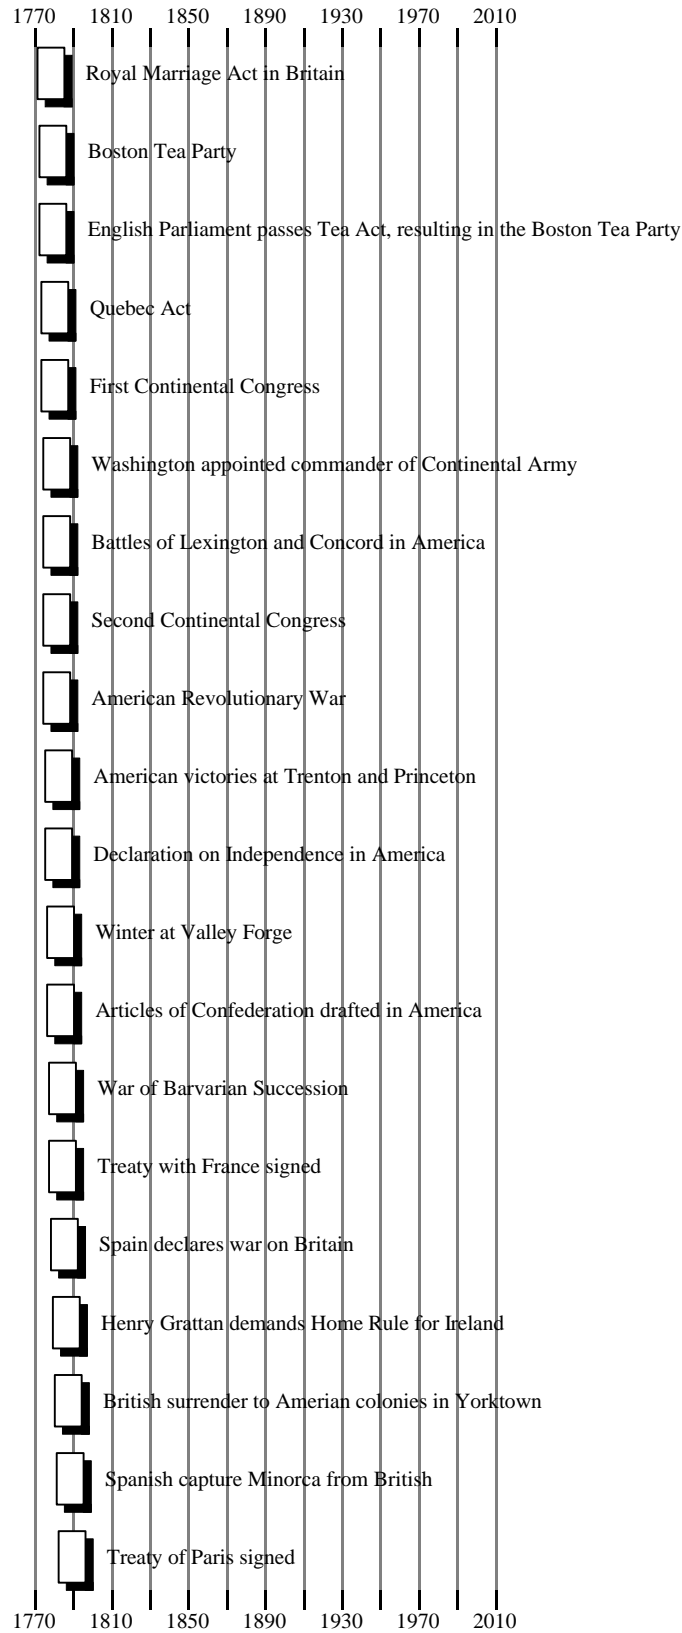 1770 1810 1850 1890 1930 1970 2010
Royal Marriage Act in Britain
Boston Tea Party
English Parliament passes Tea Act, resulting in the Boston Tea Party
Quebec Act
First Continental Congress
Washington appointed commander of Continental Army
Battles of Lexington and Concord in America
Second Continental Congress
American Revolutionary War
American victories at Trenton and Princeton
Declaration on Independence in America
Winter at Valley Forge
Articles of Confederation drafted in America
War of Barvarian Succession
Treaty with France signed
Spain declares war on Britain
Henry Grattan demands Home Rule for Ireland
British surrender to Amerian colonies in Yorktown
Spanish capture Minorca from British
Treaty of Paris signed
1770 1810 1850 1890 1930 1970 2010